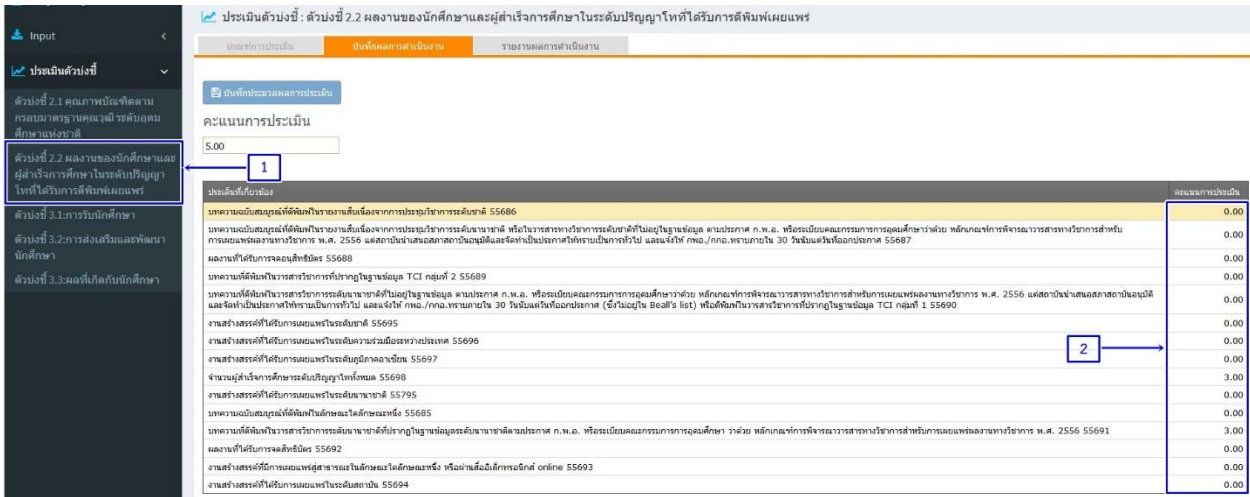 ประเมินตัวบ่งชี้ : ตัวบ่งชี้ 2.2 ผลงานของนักศึกษาและผู้สำเร็จการศึกษาในระดับปริญญาโทที่ได้รับการตีพิมพ์เผยแพร่
Input
เกณฑ์การประเมิน
บันทึกผลการดำเนินงาน
รายงานผลการดำเนินงาน
ประเมินตัวบ่งชี้
ตัวบ่งชี้ 2.1 คุณภาพบัณฑิตตาม
กรอบมาตรฐานคุณวุฒิ ระดับอุดม
ศึกษาแห่งชาติ
ตัวบ่งชี้ 2.2 ผลงานของนักศึกษาและ
ผู้สำเร็จการศึกษาในระดับปริญญา
โทที่ได้รับการตีพิมพ์เผยแพร่
ตัวบ่งชี้ 3.1:การรับนักศึกษา
ตัวบ่งชี้ 3.2:การส่งเสริมและพัฒนา
นักศึกษา
ตัวบ่งชี้ 3.3:ผลที่เกิดกับนักศึกษา
บันทึกประมวลผลการประเมิน
คะแนนการประเมิน
5.00
1
ประเด็นที่เกี่ยวข้อง คะแนนการประเมิน
บทความฉบับสมบูรณ์ที่ตีพิมพ์ในรายงานสืบเนื่องจากการประชุมวิชาการระดับชาติ 55686 0.00
บทความฉบับสมบูรณ์ที่ตีพิมพ์ในรายงานสืบเนื่องจากการประชุมวิชาการระดับนานาชาติ หรือในวารสารทางวิชาการระดับชาติที่ไม่อยู่ในฐานข้อมูล ตามประกาศ ก.พ.อ. หรือระเบียบคณะกรรมการการอุดมศึกษาว่าด้วย หลักเกณฑ์การพิจารณาวารสารทางวิชาการสำหรับ
การเผยแพร่ผลงานทางวิชาการ พ.ศ. 2556 แต่สถาบันนำเสนอสภาสถาบันอนุมัติและจัดทำเป็นประกาศให้ทราบเป็นการทั่วไป และแจ้งให้ กพอ./กกอ.ทราบภายใน 30 วันนับแต่วันที่ออกประกาศ 55687 0.00
ผลงานที่ได้รับการจดอนุสิทธิบัตร 55688 0.00
บทความที่ตีพิมพ์ในวารสารวิชาการที่ปรากฏในฐานข้อมูล TCI กลุ่มที่ 2 55689 0.00
บทความที่ตีพิมพ์ในวารสารวิชาการระดับนานาชาติที่ไม่อยู่ในฐานข้อมูล ตามประกาศ ก.พ.อ. หรือระเบียบคณะกรรมการการอุดมศึกษาว่าด้วย หลักเกณฑ์การพิจารณาวารสารทางวิชาการสำหรับการเผยแพร่ผลงานทางวิชาการ พ.ศ. 2556 แต่สถาบันนำเสนอสภาสถาบันอนุมัติ
และจัดทำเป็นประกาศให้ทราบเป็นการทั่วไป และแจ้งให้ กพอ./กกอ.ทราบภายใน 30 วันนับแต่วันที่ออกประกาศ (ซึ่งไม่อยู่ใน Beall's list) หรือตีพิมพ์ในวารสารวิชาการที่ปรากฏในฐานข้อมูล TCI กลุ่มที่ 1 55690 0.00
งานสร้างสรรค์ที่ได้รับการเผยแพร่ในระดับชาติ 55695 0.00
งานสร้างสรรค์ที่ได้รับการเผยแพร่ในระดับความร่วมมือระหว่างประเทศ 55696 0.00
2
งานสร้างสรรค์ที่ได้รับการเผยแพร่ในระดับภูมิภาคอาเซียน 55697 0.00
จำนวนผู้สำเร็จการศึกษาระดับปริญญาโททั้งหมด 55698 3.00
งานสร้างสรรค์ที่ได้รับการเผยแพร่ในระดับนานาชาติ 55795 0.00
บทความฉบับสมบูรณ์ที่ตีพิมพ์ในลักษณะใดลักษณะหนึ่ง 55685 0.00
บทความที่ตีพิมพ์ในวารสารวิชาการระดับนานาชาติที่ปรากฏในฐานข้อมูลระดับนานาชาติตามประกาศ ก.พ.อ. หรือระเบียบคณะกรรมการการอุดมศึกษา ว่าด้วย หลักเกณฑ์การพิจารณาวารสารทางวิชาการสำหรับการเผยแพร่ผลงานทางวิชาการ พ.ศ. 2556 55691 3.00
ผลงานที่ได้รับการจดสิทธิบัตร 55692 0.00
งานสร้างสรรค์ที่มีการเผยแพร่สู่สาธารณะในลักษณะใดลักษณะหนึ่ง หรือผ่านสื่ออิเล็กทรอนิกส์ online 55693 0.00
งานสร้างสรรค์ที่ได้รับการเผยแพร่ในระดับสถาบัน 55694 0.00